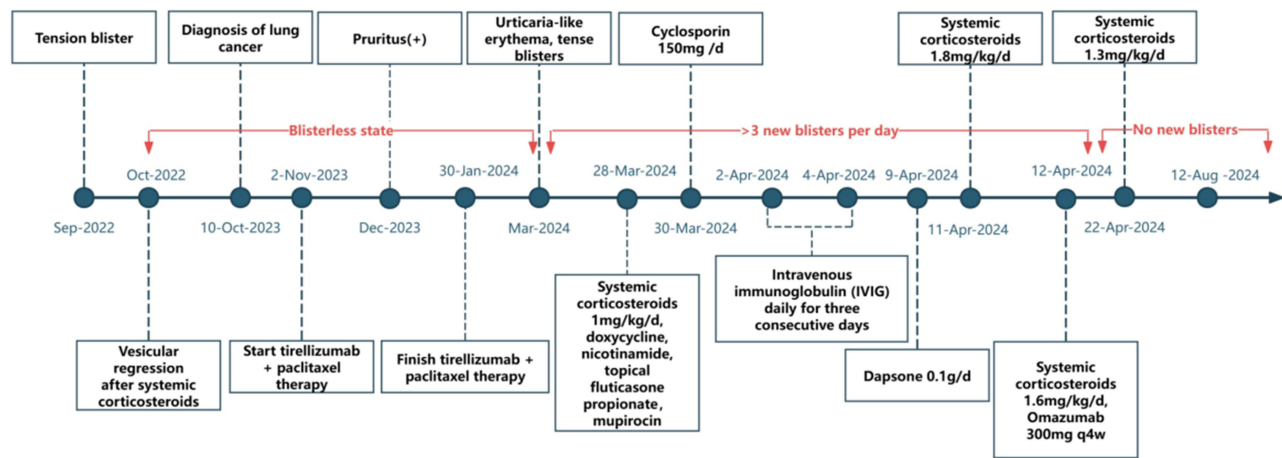 Tension blister
Diagnosis of lung
cancer
Pruritus(+)
Urticaria-like
erythema, tense
blisters
Cyclosporin
150mg /d
Systemic
corticosteroids
1.8mg/kg/d
Systemic
corticosteroids
1.3mg/kg/d
Blisterless state
>3 new blisters per day
No new blisters
Oct-2022
2-Nov-2023
30-Jan-2024
28-Mar-2024
2-Apr-2024
4-Apr-2024
9-Apr-2024
12-Apr-2024
12-Aug -2024
Sep-2022
10-Oct-2023
Dec-2023
Mar-2024
30-Mar-2024
11-Apr-2024
22-Apr-2024
Vesicular
regression
after systemic
corticosteroids
Start tirellizumab
+ paclitaxel
therapy
Finish tirellizumab +
paclitaxel therapy
Systemic
corticosteroids
1mg/kg/d,
doxycycline,
nicotinamide,
topical
fluticasone
propionate,
mupirocin
Intravenous
immunoglobulin (IVIG)
daily for three
consecutive days
Dapsone 0.1g/d
Systemic
corticosteroids
1.6mg/kg/d,
Omazumab
300mg q4w